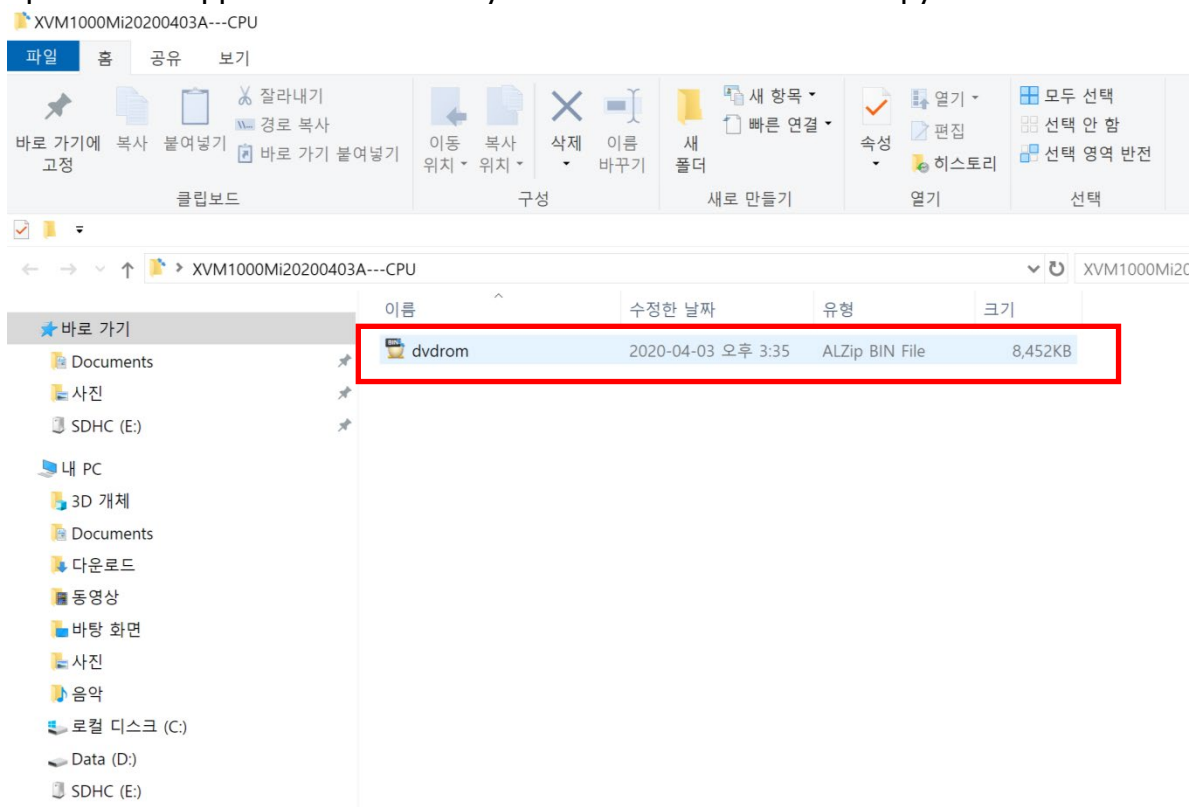 XVM1000Mi20200403A---CPU
파일 홈 공유 보기
바로 가기에 고정
복사
붙여넣기
잘라내기
경로 복사
바로 가기 붙여넣기
클립보드
이동 위치
복사 위치
삭제
이름 바꾸기
구성
새 폴더
새 항목
빠른 연결
새로 만들기
속성
열기
편집
히스토리
열기
모두 선택
선택 안 함
선택 영역 반전
선택
XVM1000Mi20200403A---CPU
XVM1000Mi20
이름 수정한 날짜 유형 크기
dvdrom 2020-04-03 오후 3:35 ALZip BIN File 8,452KB
바로 가기
Documents
사진
SDHC (E:)
내 PC
3D 개체
Documents
다운로드
동영상
바탕 화면
사진
음악
로컬 디스크 (C:)
Data (D:)
SDHC (E:)